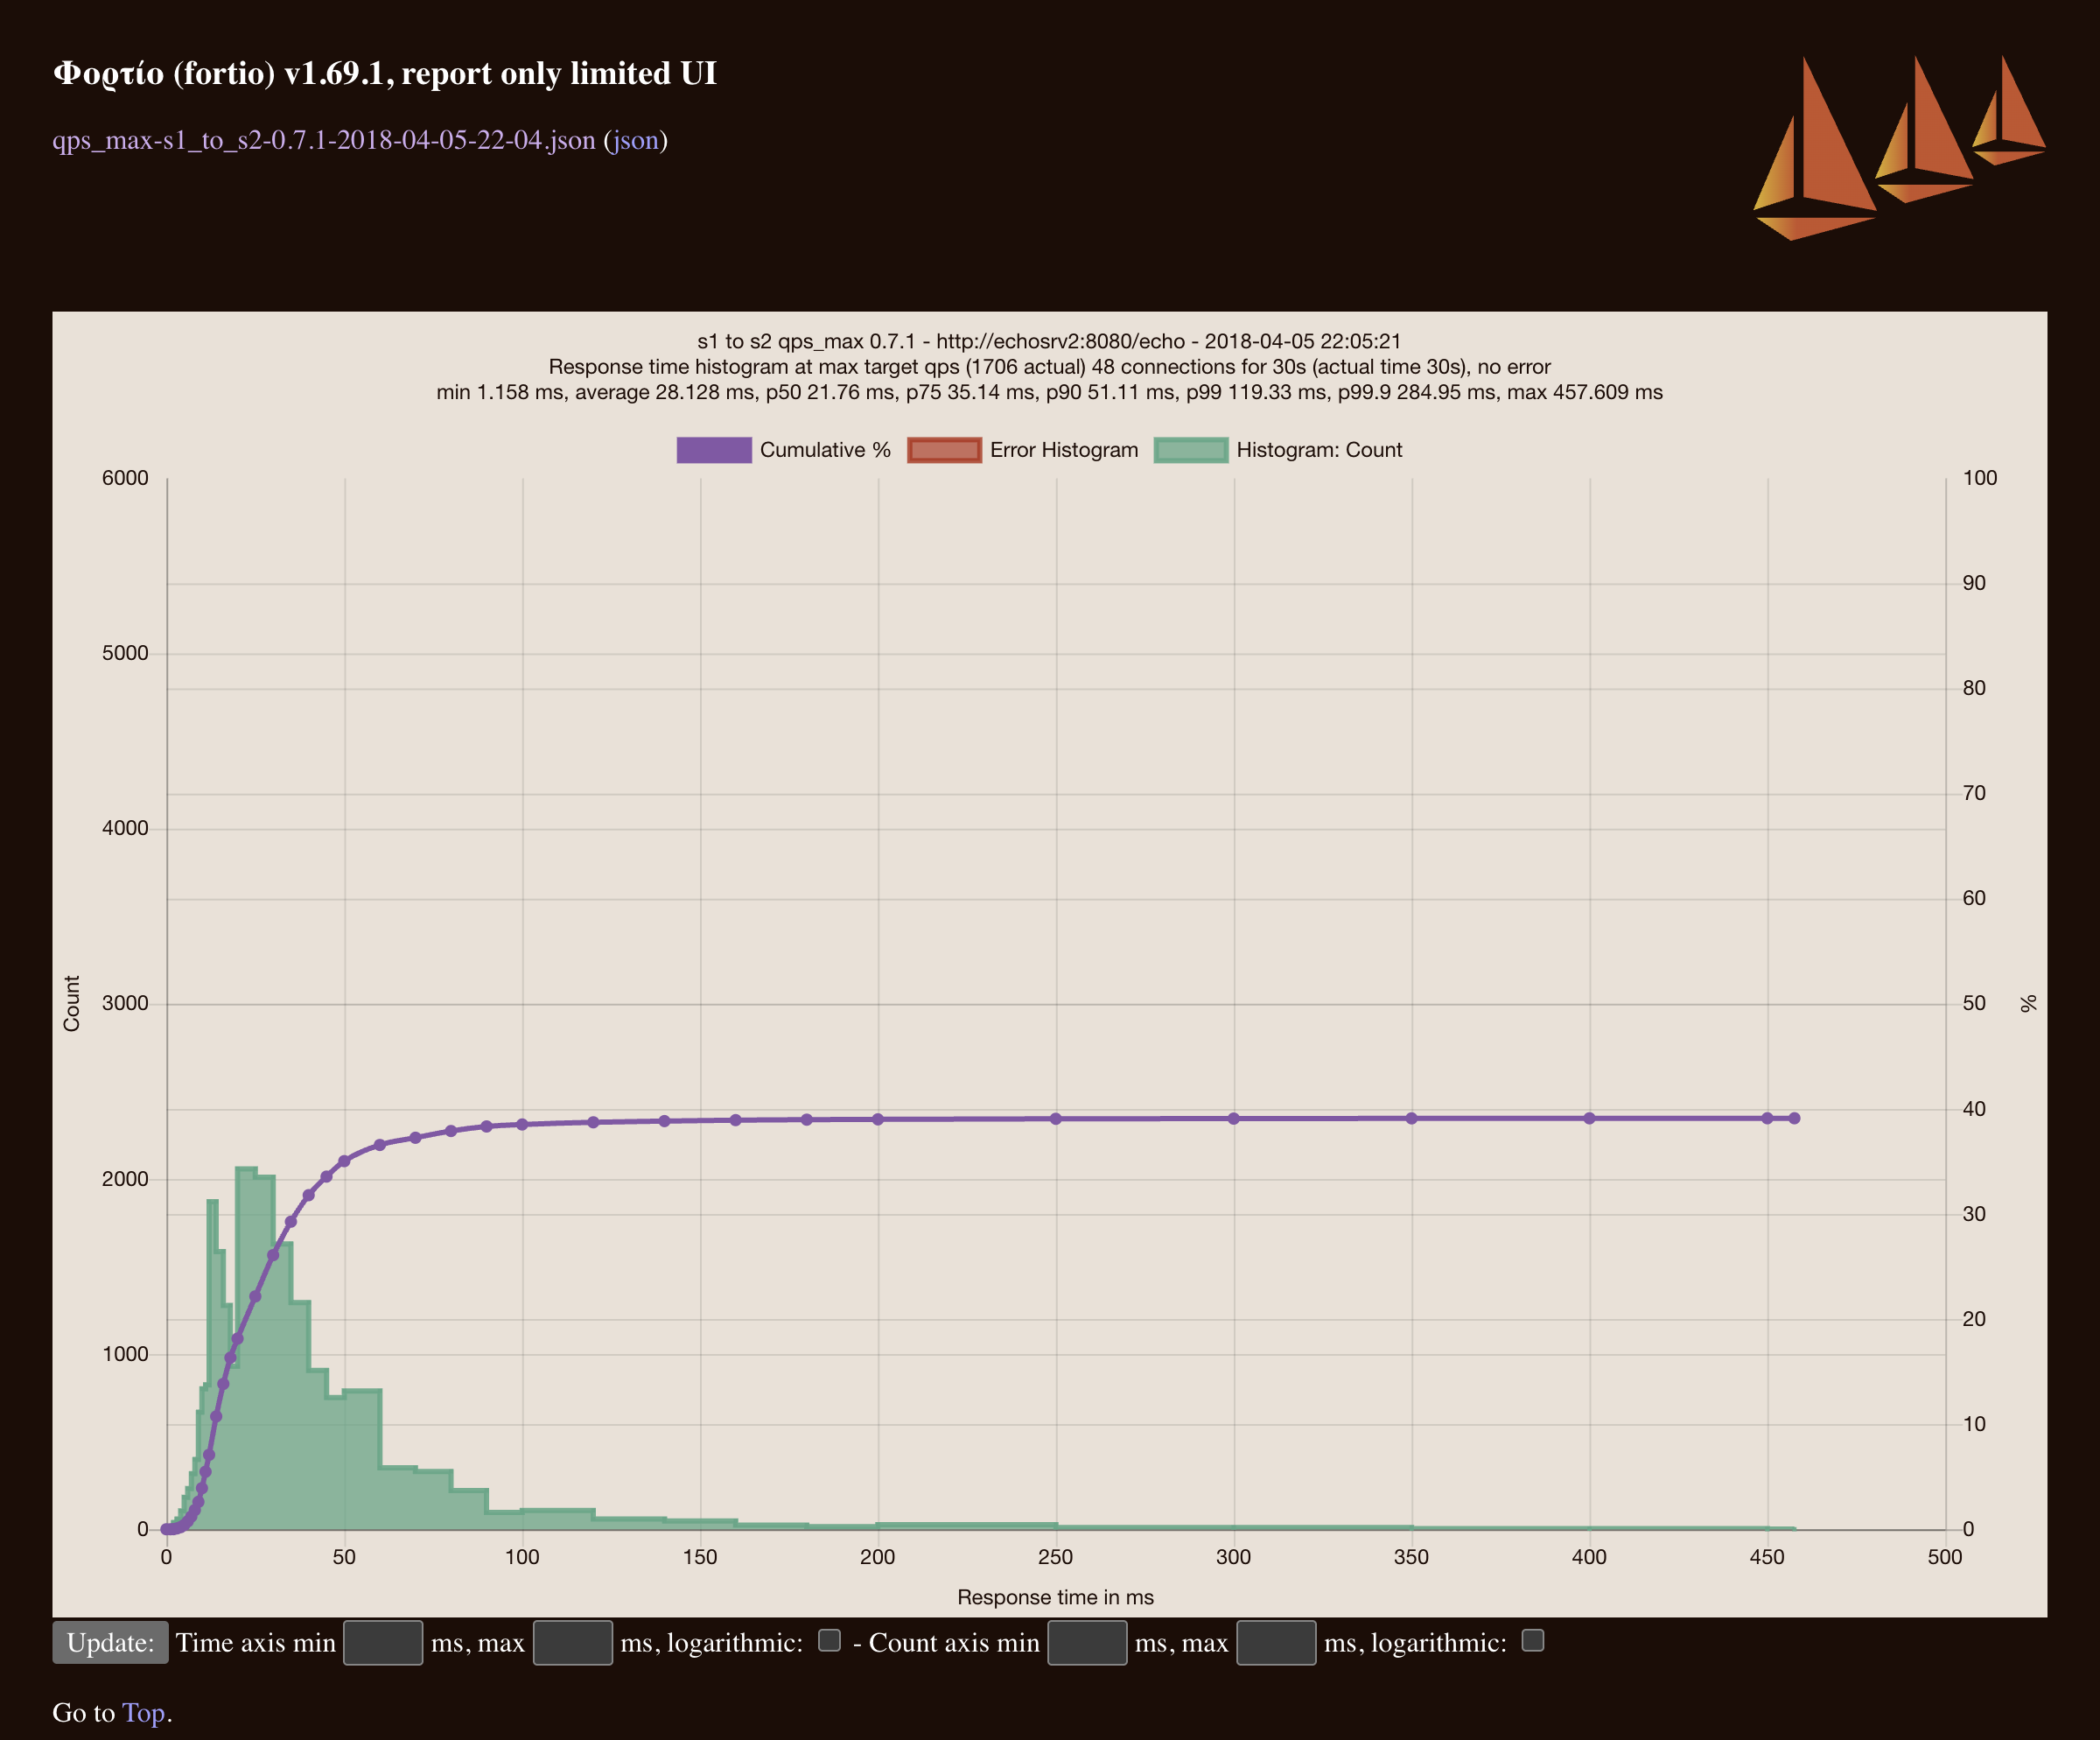 Φορτίο (fortio) v1.69.1, report only limited UI
qps_max-s1_to_s2-0.7.1-2018-04-05-22-04.json (json)
s1 to s2 qps_max 0.7.1 - http://echosrv2:8080/echo - 2018-04-05 22:05:21
Response time histogram at max target qps (1706 actual) 48 connections for 30s (actual time 30s), no error
min 1.158 ms, average 28.128 ms, p50 21.76 ms, p75 35.14 ms, p90 51.11 ms, p99 119.33 ms, p99.9 284.95 ms, max 457.609 ms
Cumulative % Error Histogram Histogram: Count
6000
5000
4000
3000
2000
1000
0
Count
100
90
80
70
60
50
40
30
20
10
0
%
0 50 100 150 200 250 300 350 400 450 500
Response time in ms
Update: Time axis min ms, max ms, logarithmic: - Count axis min ms, max ms, logarithmic:
Go to Top.